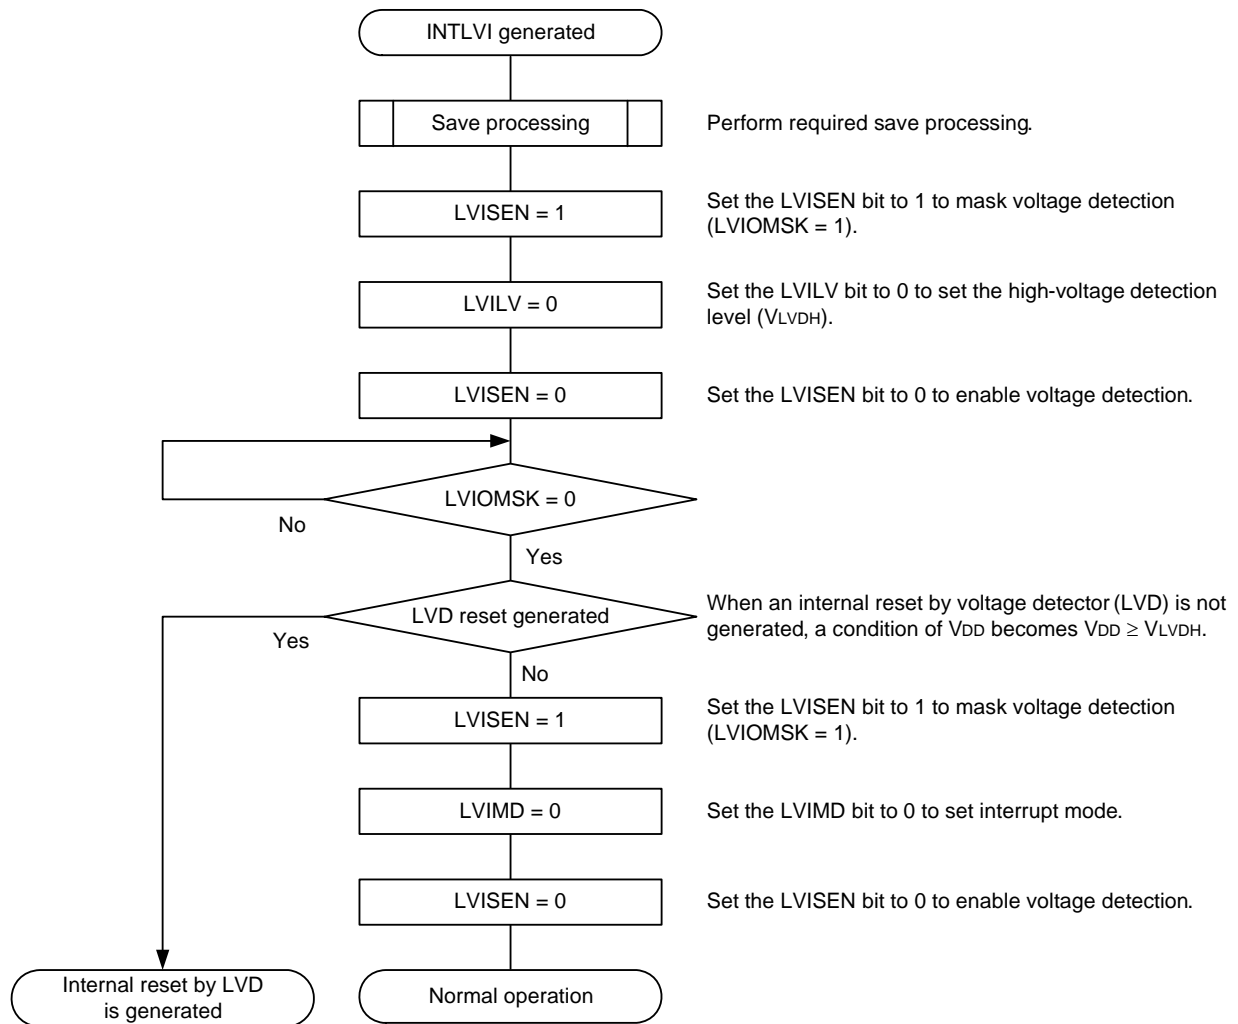 INTLVI generated
Save processing
Perform required save processing.
LVISEN = 1
Set the LVISEN bit to 1 to mask voltage detection
(LVIOMSK = 1).
LVILV = 0
Set the LVILV bit to 0 to set the high-voltage detection
level (VLVDH).
LVISEN = 0
Set the LVISEN bit to 0 to enable voltage detection.
LVIOMSK = 0
No
Yes
LVD reset generated
When an internal reset by voltage detector (LVD) is not
generated, a condition of VDD becomes VDD ≥ VLVDH.
Yes
No
LVISEN = 1
Set the LVISEN bit to 1 to mask voltage detection
(LVIOMSK = 1).
LVIMD = 0
Set the LVIMD bit to 0 to set interrupt mode.
LVISEN = 0
Set the LVISEN bit to 0 to enable voltage detection.
Internal reset by LVD
is generated
Normal operation